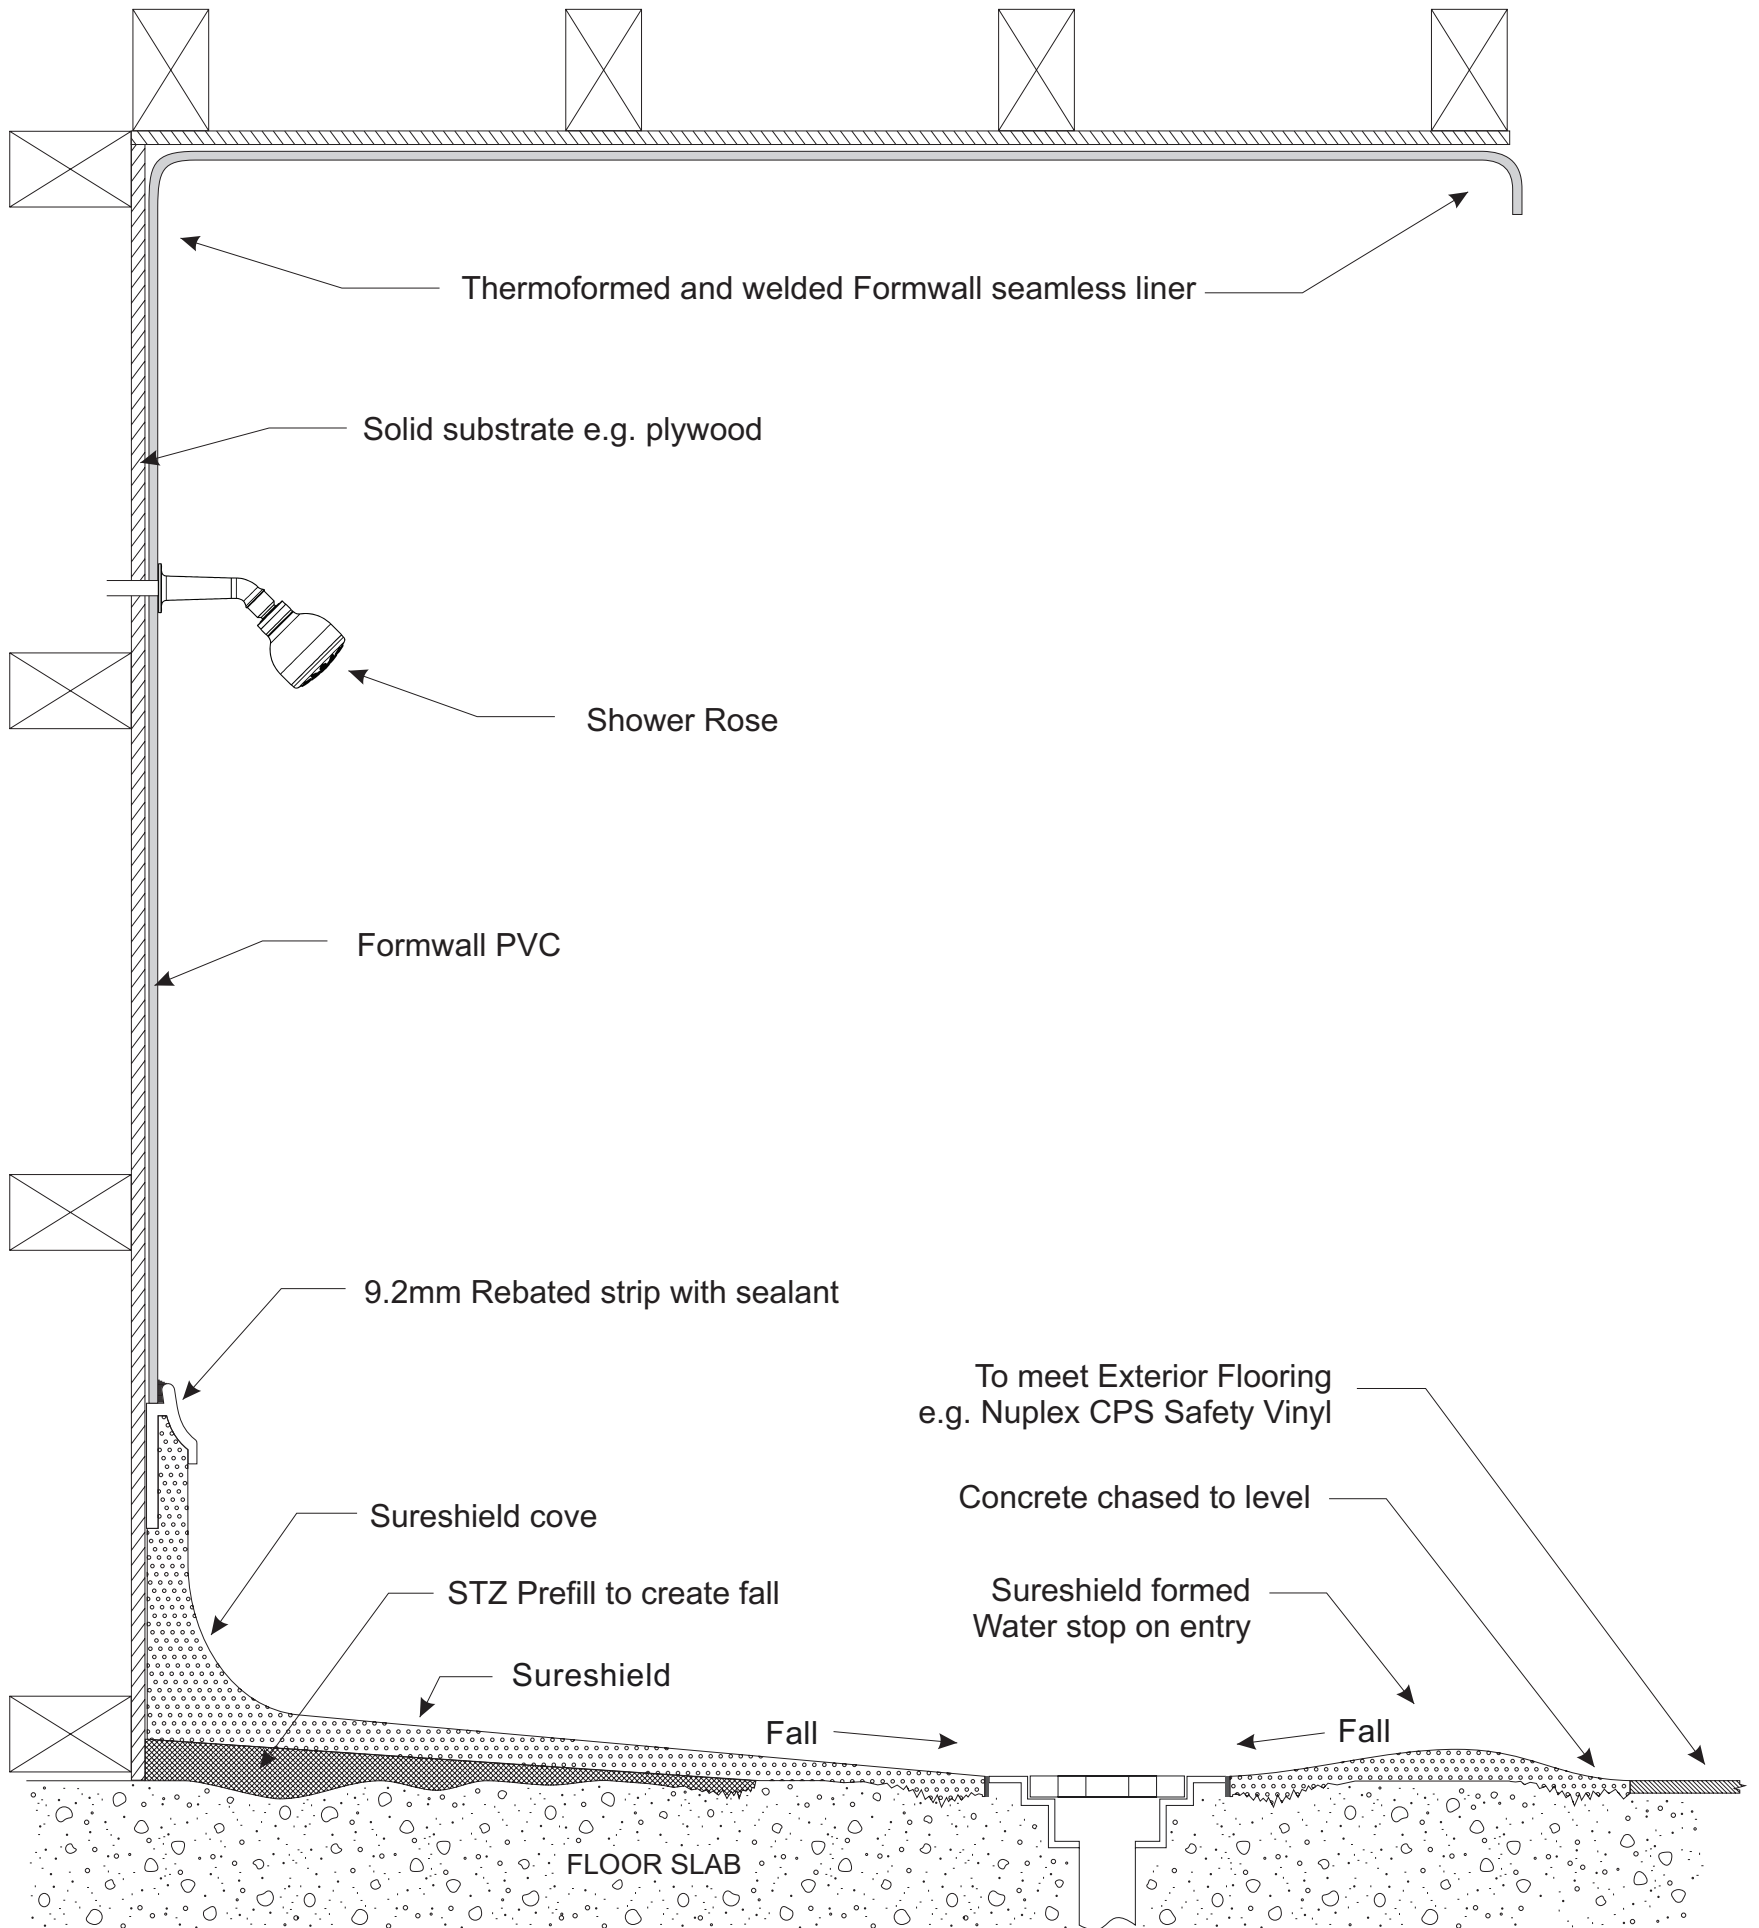 Thermoformed and welded Formwall seamless liner
Solid substrate e.g. plywood
Shower Rose
Formwall PVC
9.2mm Rebated strip with sealant
To meet Exterior Flooring
e.g. Nuplex CPS Safety Vinyl
Concrete chased to level
Sureshield cove
STZ Prefill to create fall
Sureshield formed
Water stop on entry
Sureshield
Fall
Fall
FLOOR SLAB